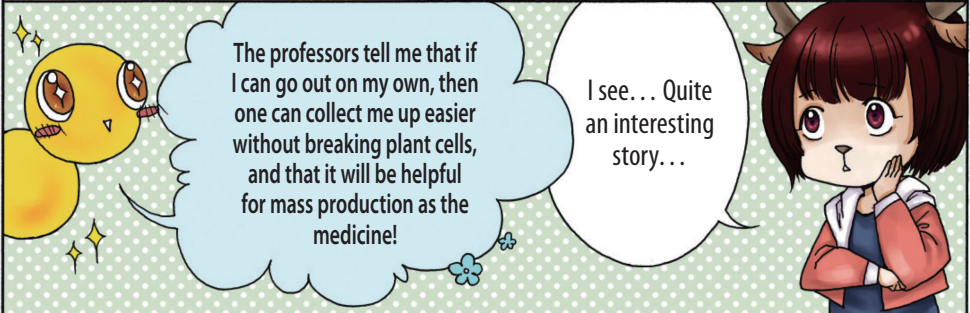 The professors tell me that if
I can go out on my own, then
one can collect me up easier
without breaking plant cells,
and that it will be helpful
for mass production as the
medicine!
I see... Quite
an interesting
story...